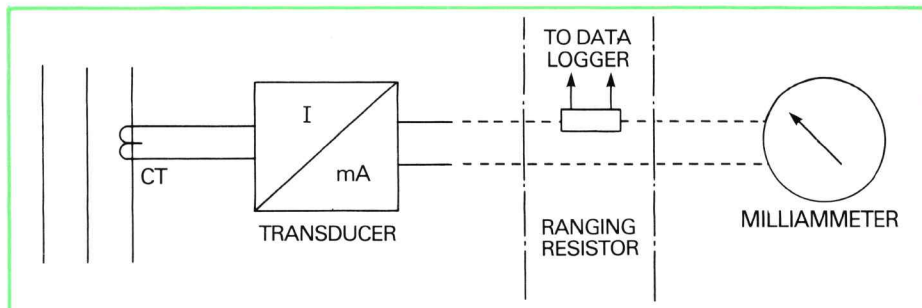 TO DATA
LOGGER
I
mA
CT
TRANSDUCER
RANGING
RESISTOR
MILLIAMMETER